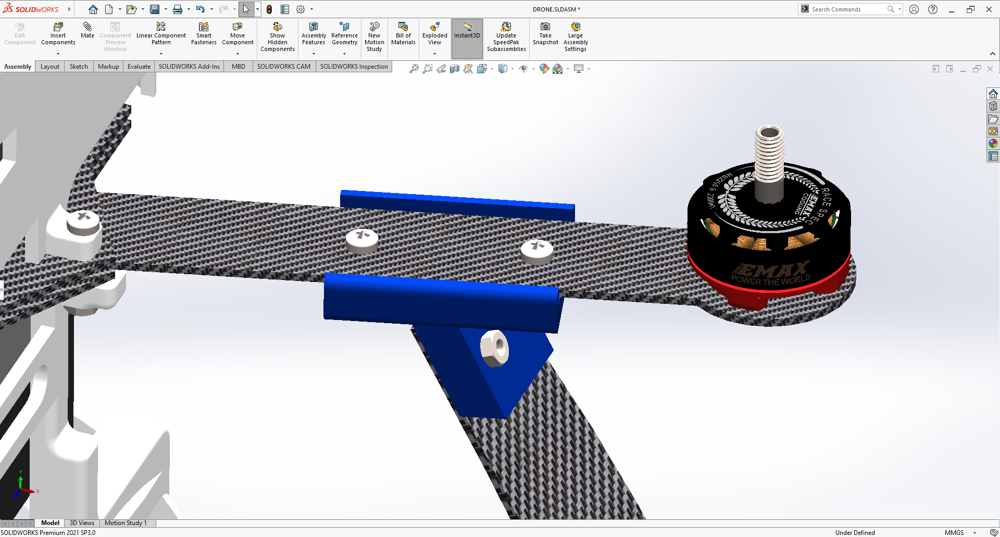 SOLIDWORKS
DRONE.SLDASM *
Search Commands
Edit Component
Insert Components
Mate
Component Preview Window
Linear Component Pattern
Smart Fasteners
Move Component
Show Hidden Components
Assembly Features
Reference Geometry
New Motion Study
Bill of Materials
Exploded View
Instant3D
Update SpeedPak Subassemblies
Take Snapshot
Large Assembly Settings
Assembly
Layout
Sketch
Markup
Evaluate
SOLIDWORKS Add-Ins
MBD
SOLIDWORKS CAM
SOLIDWORKS Inspection
RS2205 S
RACE SPEC
EMAX
COOLING
EMAX
POWER THE WORLD
Y
X
Model
3D Views
Motion Study 1
SOLIDWORKS Premium 2021 SP3.0
Under Defined
MMGS